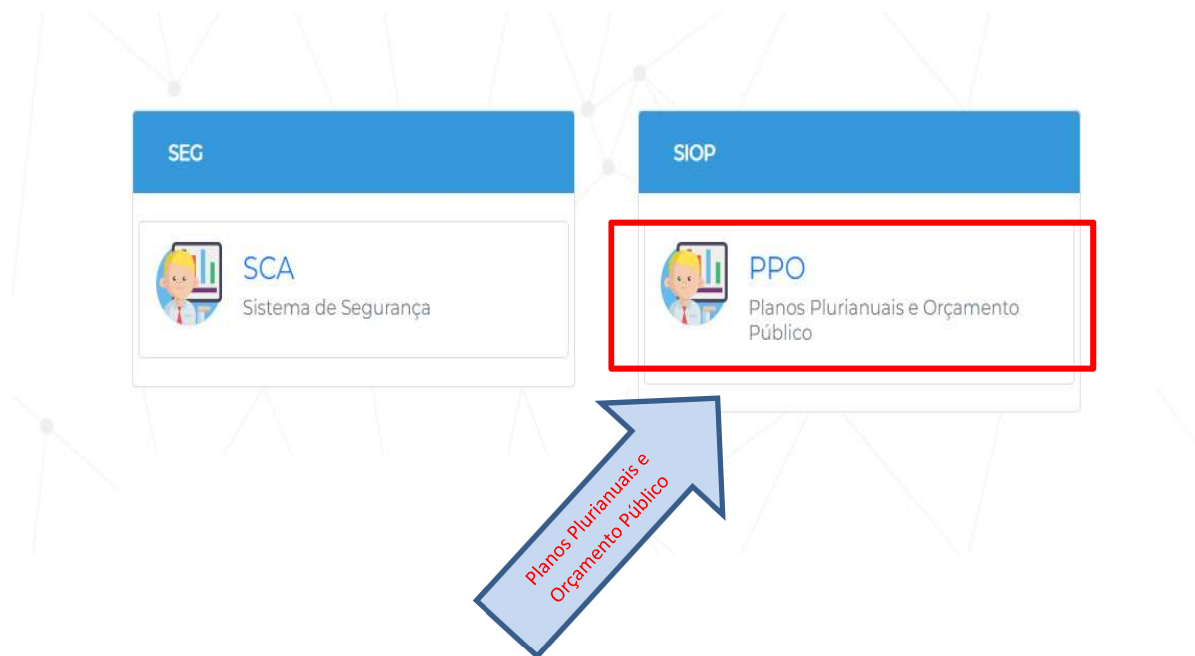 SEG
SCA
Sistema de Segurança
SIOP
PPO
Planos Plurianuais e Orçamento
Público
Planos Plurianuais e
Orçamento Público